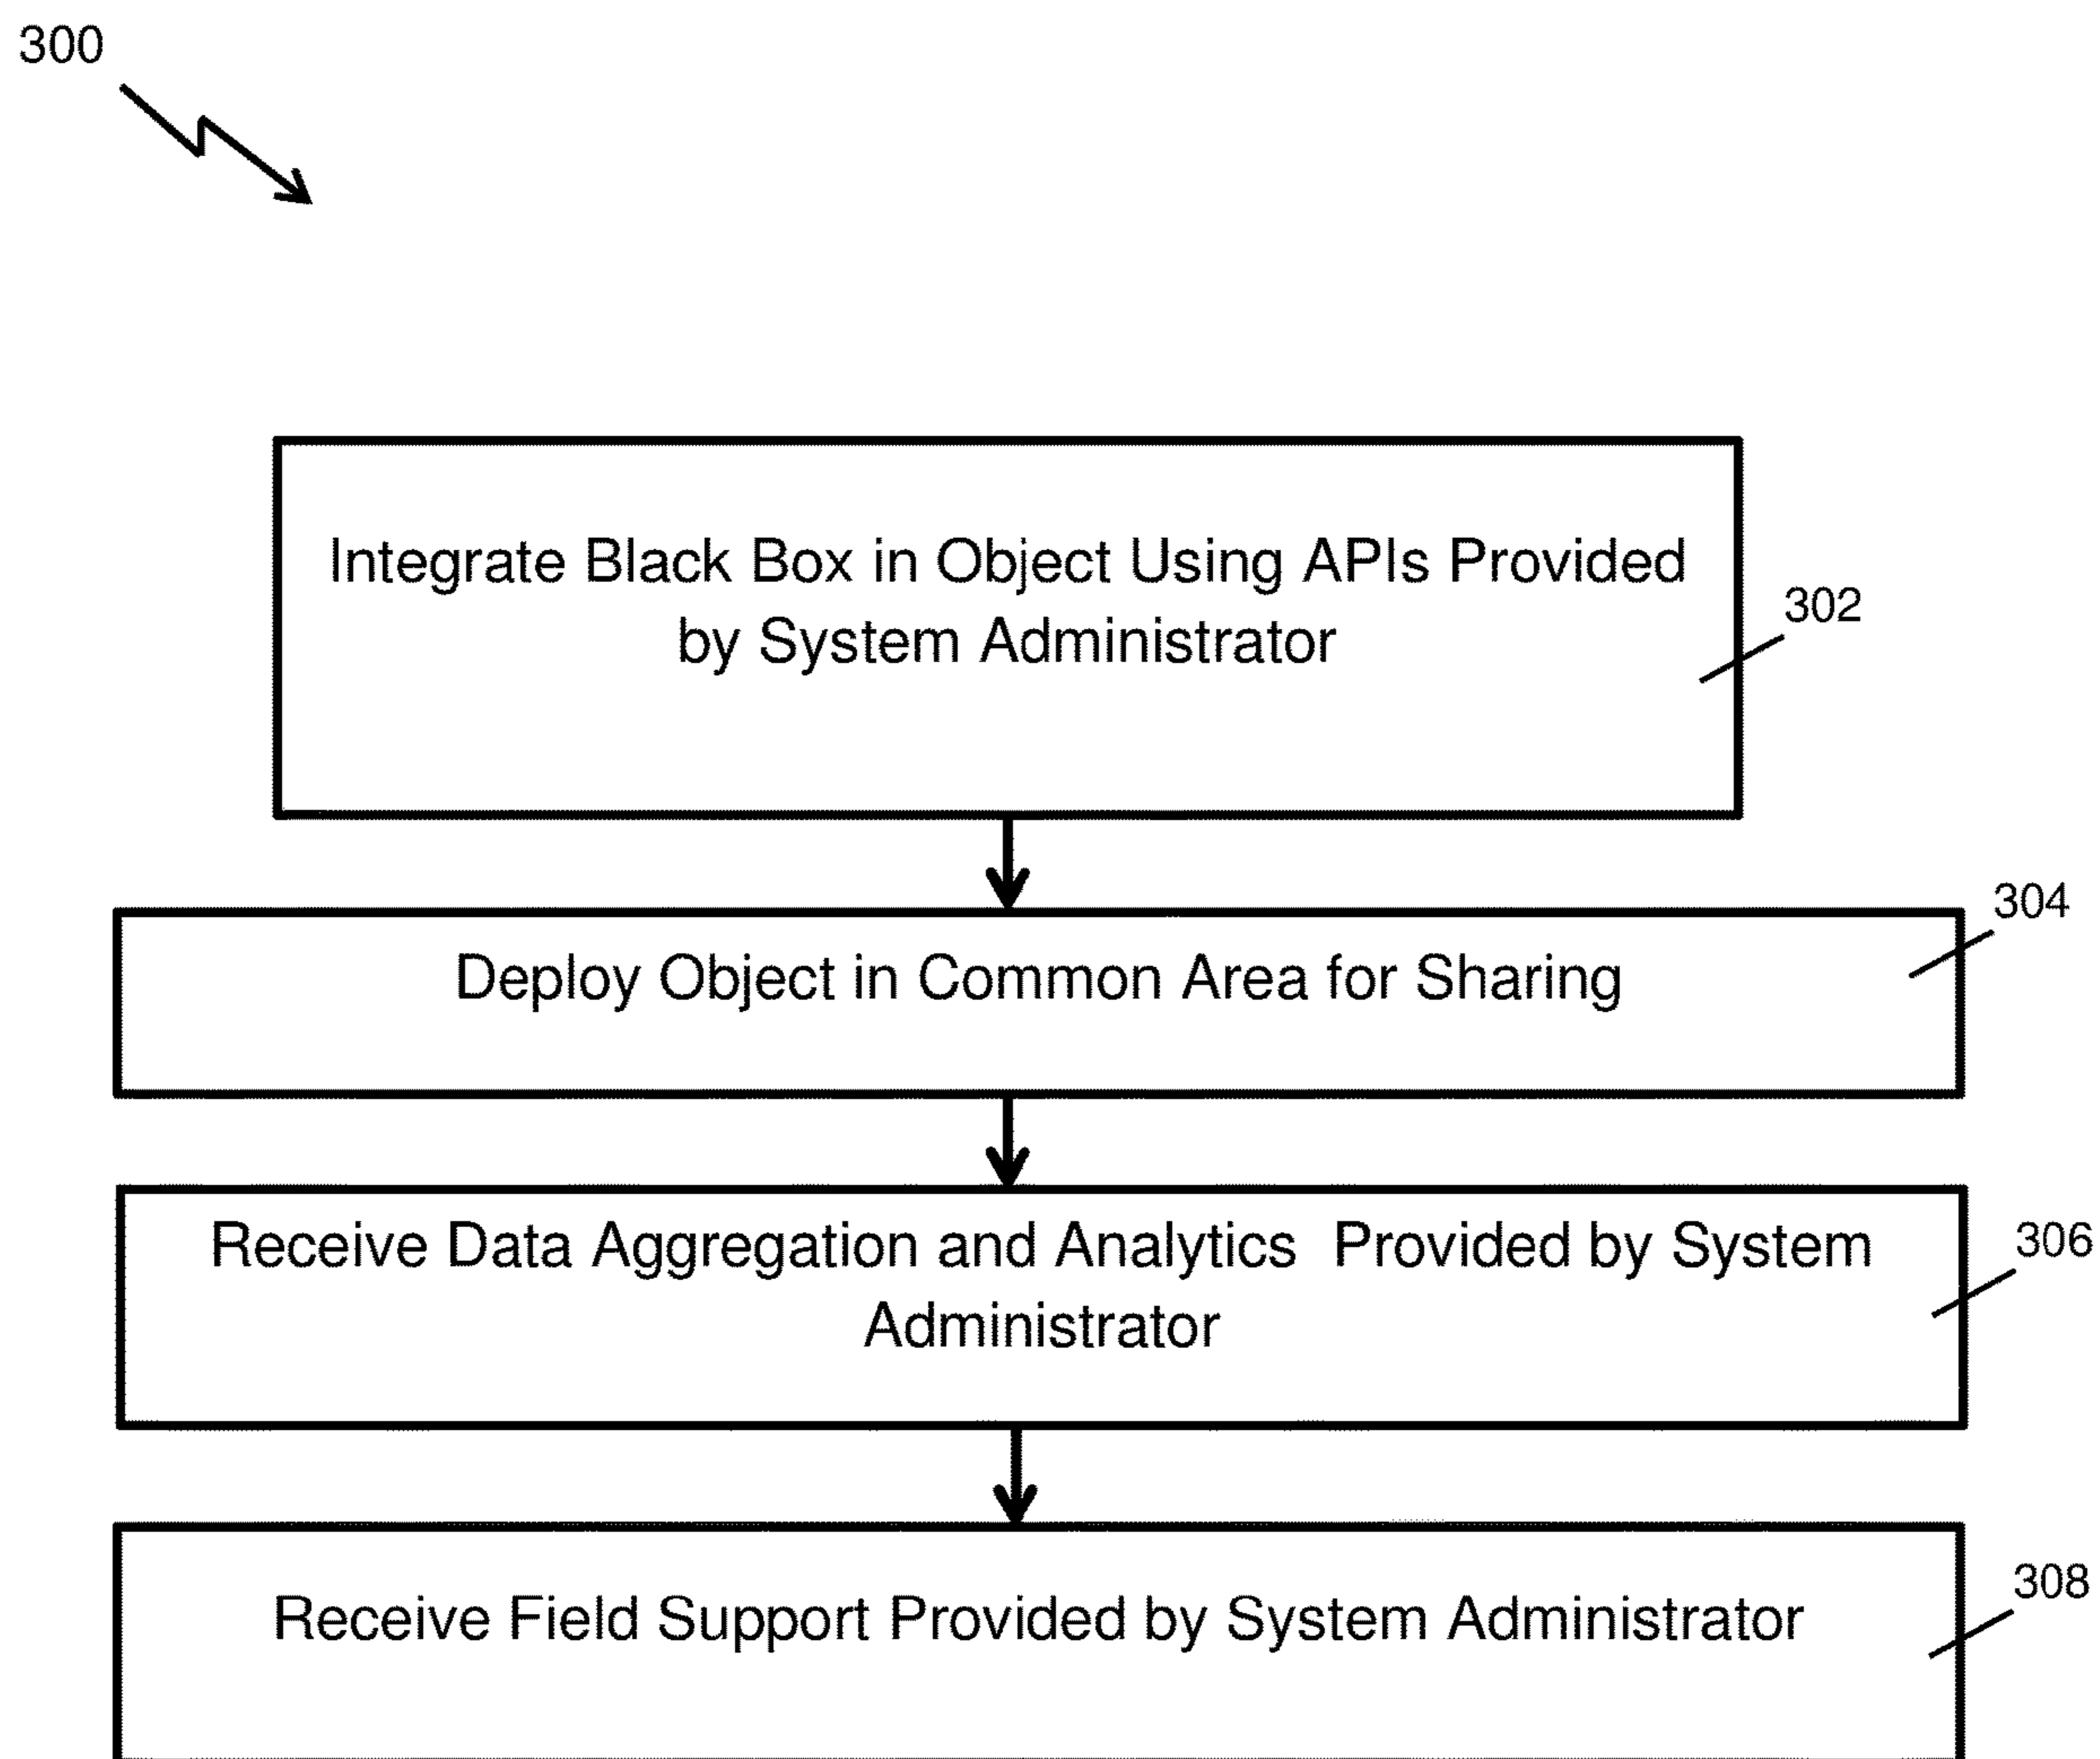 300
Integrate Black Box in Object Using APIs Provided
by System Administrator
302
Deploy Object in Common Area for Sharing
304
Receive Data Aggregation and Analytics Provided by System
Administrator
306
Receive Field Support Provided by System Administrator
308